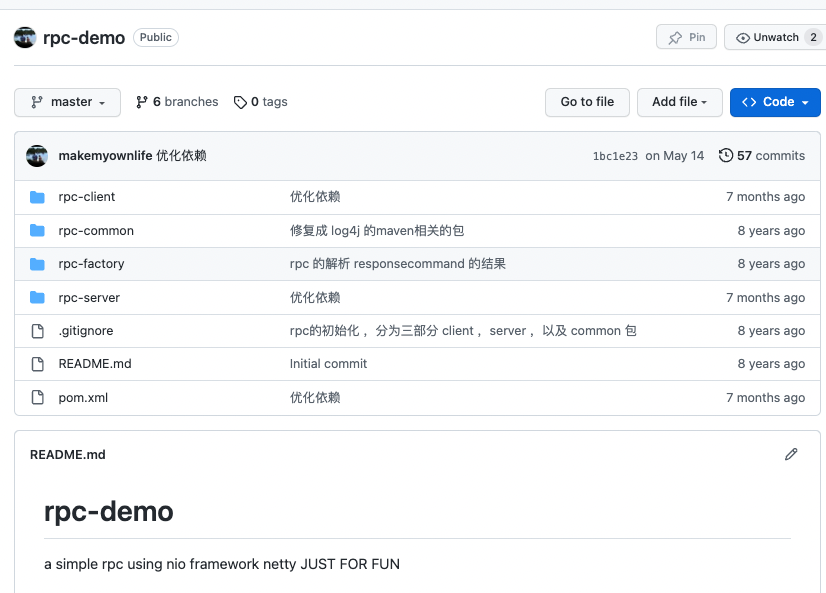 rpc-demo Public Pin Unwatch 2
master 6 branches 0 tags Go to file Add file Code
makemyownlife 优化依赖 1bc1e23 on May 14 57 commits
rpc-client 优化依赖 7 months ago
rpc-common 修复成 log4j 的maven相关的包 8 years ago
rpc-factory rpc 的解析 responsecommand 的结果 8 years ago
rpc-server 优化依赖 7 months ago
.gitignore rpc的初始化 ，分为三部分 client ，server ，以及 common 包 8 years ago
README.md Initial commit 8 years ago
pom.xml 优化依赖 7 months ago
README.md
rpc-demo
a simple rpc using nio framework netty JUST FOR FUN